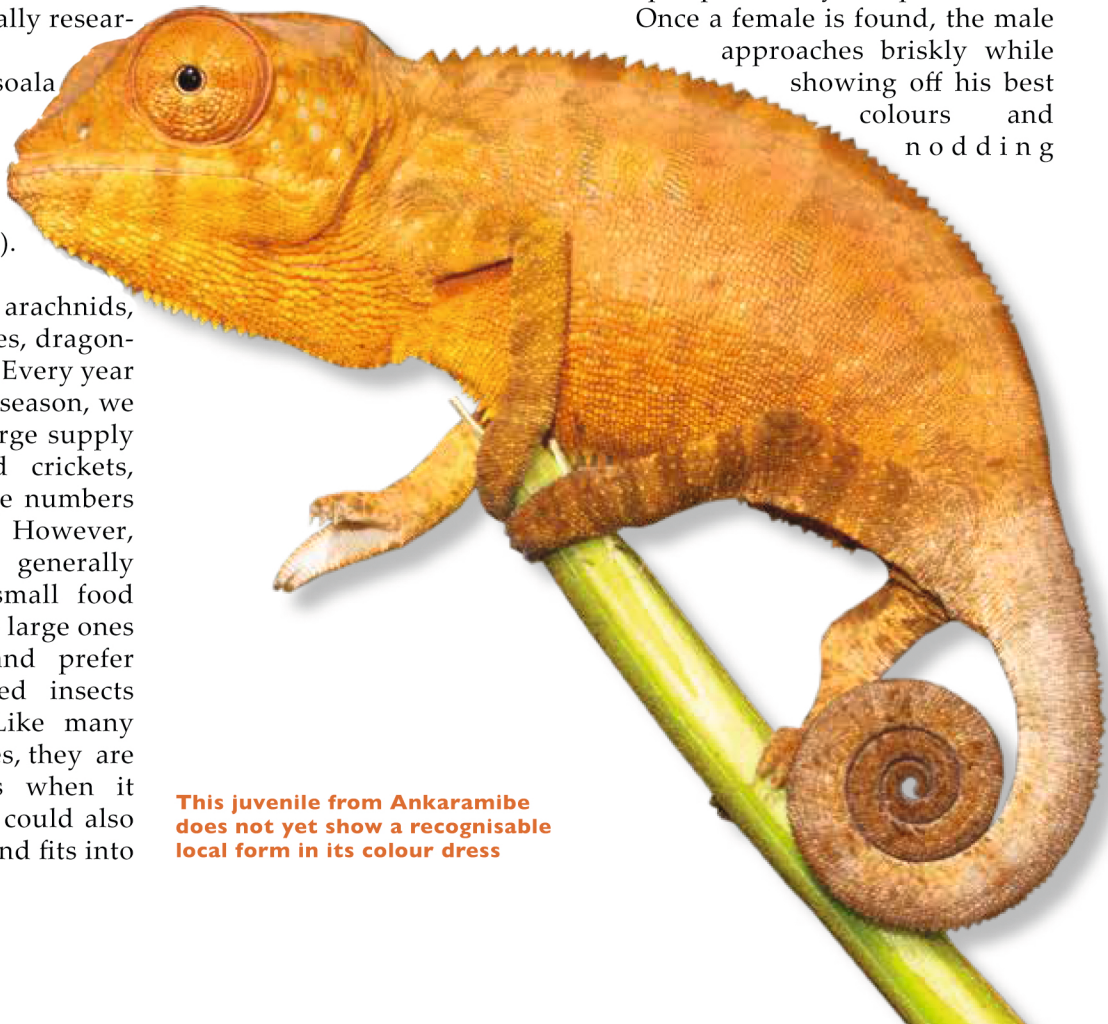 ally resear-
soala
).
arachnids,
es, dragon-
Every year
season, we
rge supply
d crickets,
e numbers
However,
generally
small food
large ones
and prefer
ed insects
Like many
es, they are
s when it
could also
nd fits into
Once a female is found, the male
approaches briskly while
showing off his best
colours and
nodding
This juvenile from Ankaramibe
does not yet show a recognisable
local form in its colour dress